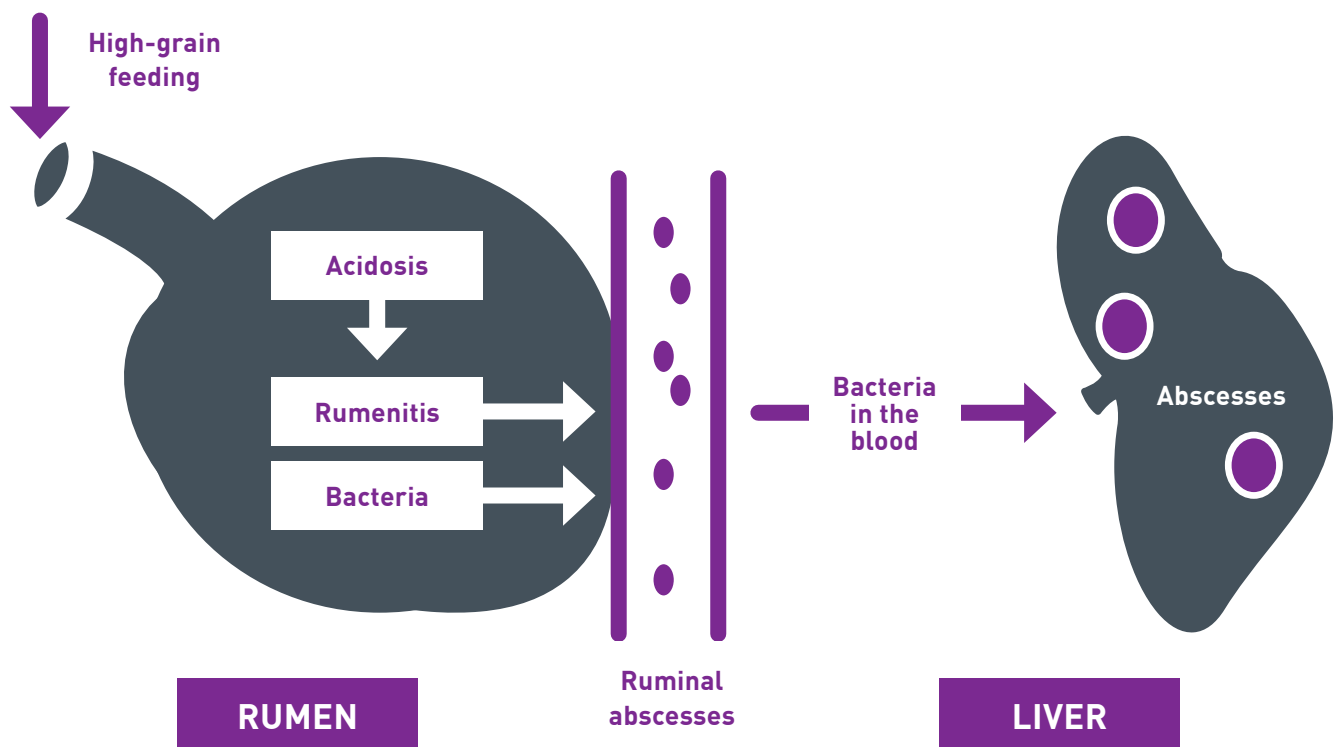 High-grain
feeding
Acidosis
Rumenitis
Bacteria
Ruminal
abscesses
Bacteria
in the
blood
Abscesses
RUMEN
LIVER